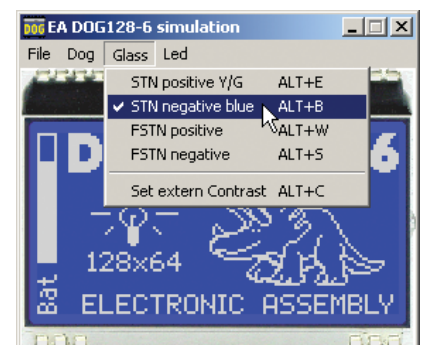 DOG EA DOG128-6 simulation
File Dog Glass Led
STN positive Y/G ALT+E
STN negative blue ALT+B
FSTN positive ALT+W
FSTN negative ALT+S
Set extern Contrast ALT+C
D 6
128x64
Bat
ELECTRONIC ASSEMBLY